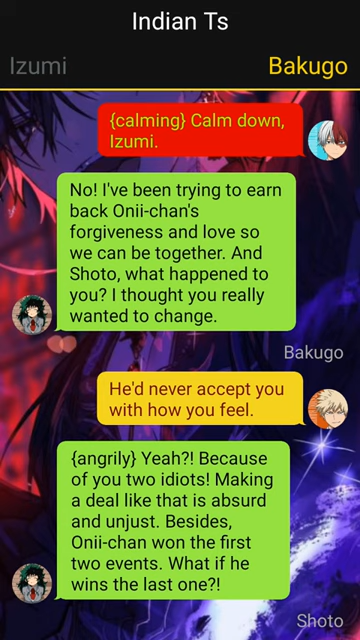 Indian Ts
Izumi
Bakugo
{calming} Calm down,
Izumi.
No! I've been trying to earn
back Onii-chan's
forgiveness and love so
we can be together. And
Shoto, what happened to
you? I thought you really
wanted to change.
Bakugo
He'd never accept you
with how you feel.
{angrily} Yeah?! Because
of you two idiots! Making
a deal like that is absurd
and unjust. Besides,
Onii-chan won the first
two events. What if he
wins the last one?!
Shoto